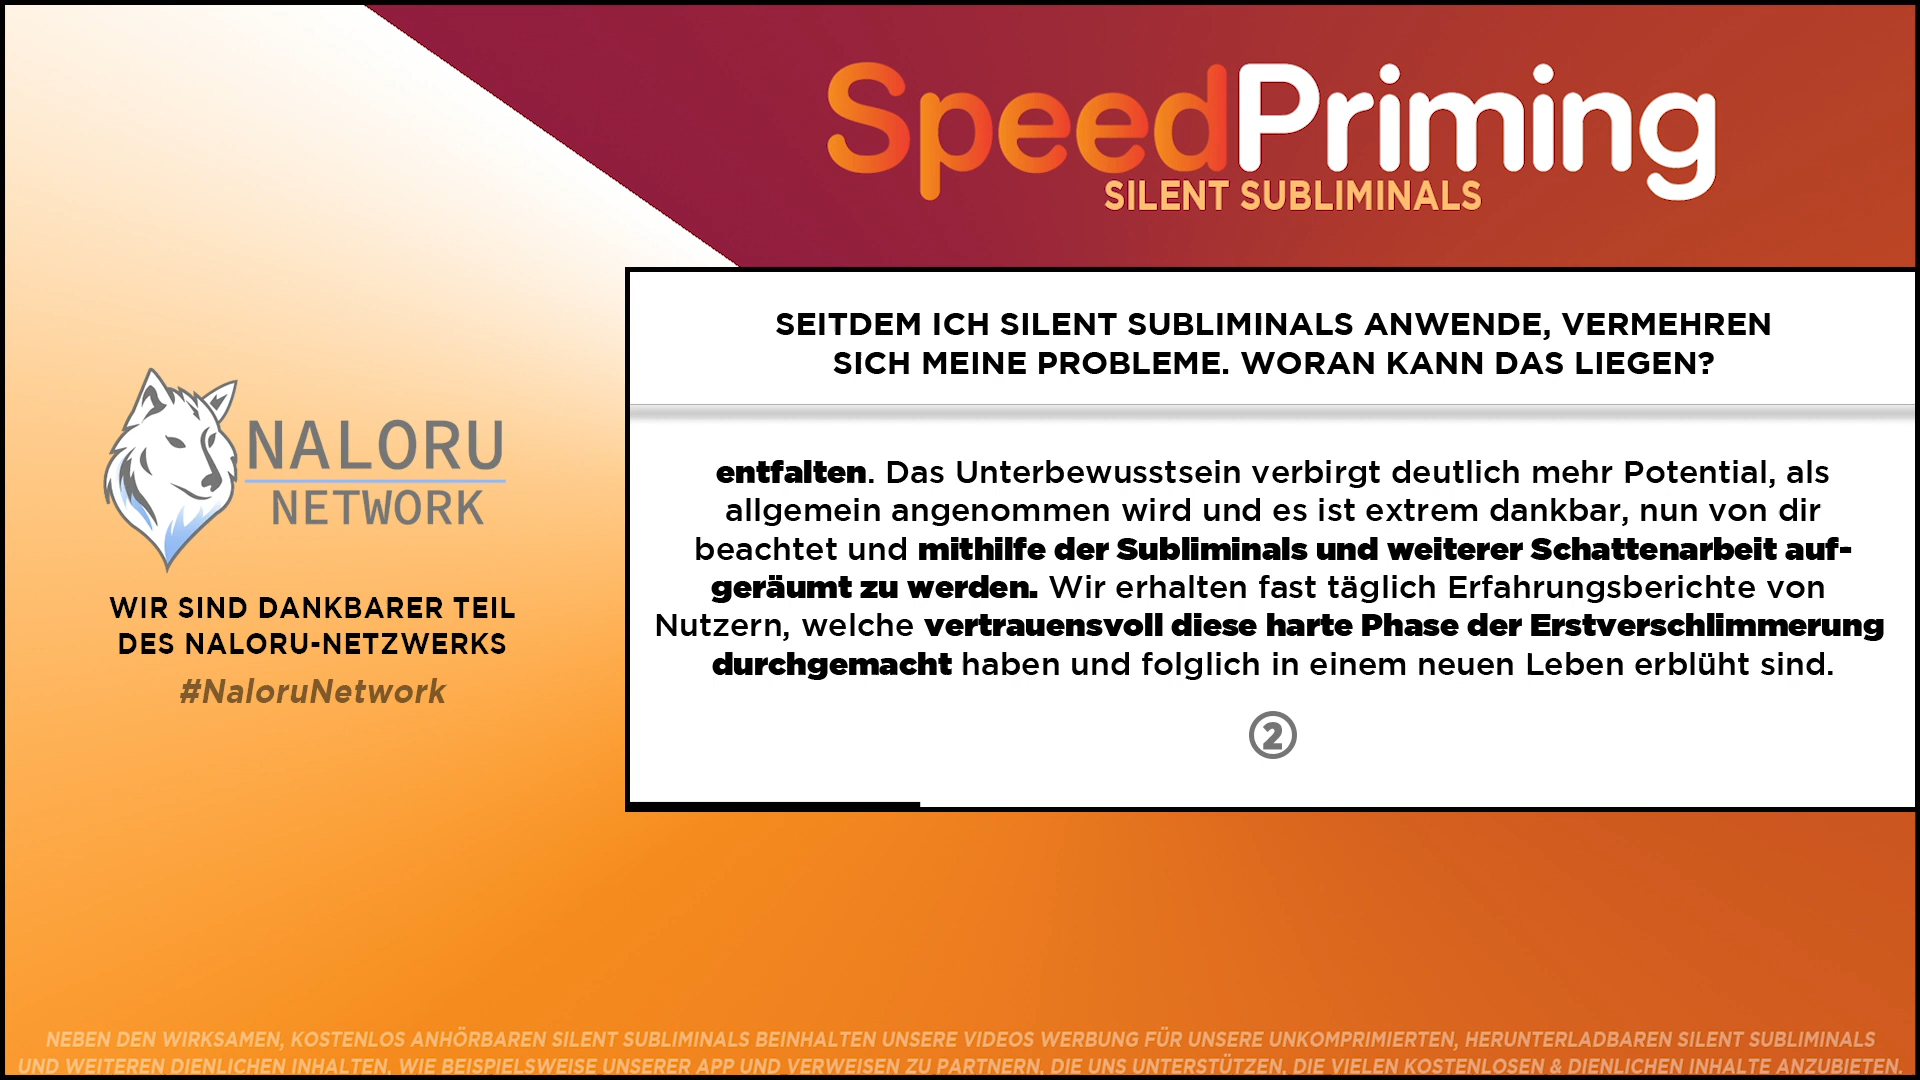 SpeedPriming
SILENT SUBLIMINALS
SEITDEM ICH SILENT SUBLIMINALS ANWENDE, VERMEHREN
SICH MEINE PROBLEME. WORAN KANN DAS LIEGEN?
entfalten. Das Unterbewusstsein verbirgt deutlich mehr Potential, als
allgemein angenommen wird und es ist extrem dankbar, nun von dir
beachtet und mithilfe der Subliminals und weiterer Schattenarbeit auf-
geräumt zu werden. Wir erhalten fast täglich Erfahrungsberichte von
Nutzern, welche vertrauensvoll diese harte Phase der Erstverschlimmerung
durchgemacht haben und folglich in einem neuen Leben erblüht sind.
2
NALORU
NETWORK
WIR SIND DANKBARER TEIL
DES NALORU-NETZWERKS
#NaloruNetwork
NEBEN DEN WIRKSAMEN, KOSTENLOS ANHÖRBAREN SILENT SUBLIMINALS BEINHALTEN UNSERE VIDEOS WERBUNG FÜR UNSERE UNKOMPRIMIERTEN, HERUNTERLADBAREN SILENT SUBLIMINALS
UND WEITEREN DIENLICHEN INHALTEN, WIE BEISPIELSWEISE UNSERER APP UND VERWEISEN ZU PARTNERN, DIE UNS UNTERSTÜTZEN, DIE VIELEN KOSTENLOSEN & DIENLICHEN INHALTE ANZUBIETEN.